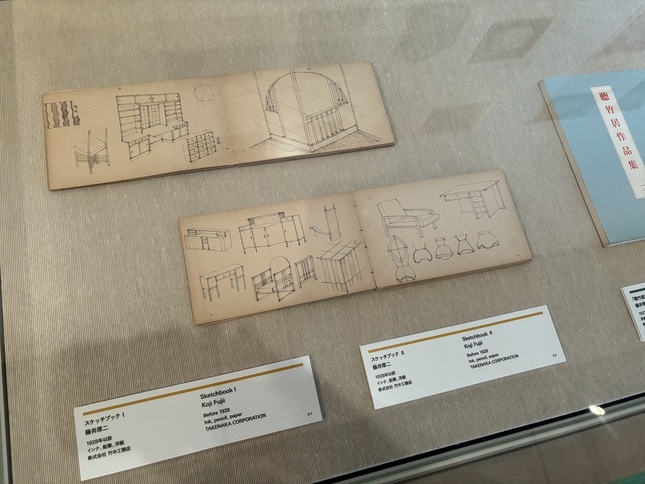 聽竹居作品集
スケッチブック I
藤井厚二
1928年以前
インク、鉛筆、洋紙
株式会社 竹中工務店
Sketchbook I
Koji Fujii
Before 1928
Ink, pencil, paper
TAKENAKA CORPORATION
スケッチブック II
藤井厚二
1928年以前
インク、鉛筆、洋紙
株式会社 竹中工務店
Sketchbook II
Koji Fujii
Before 1928
Ink, pencil, paper
TAKENAKA CORPORATION